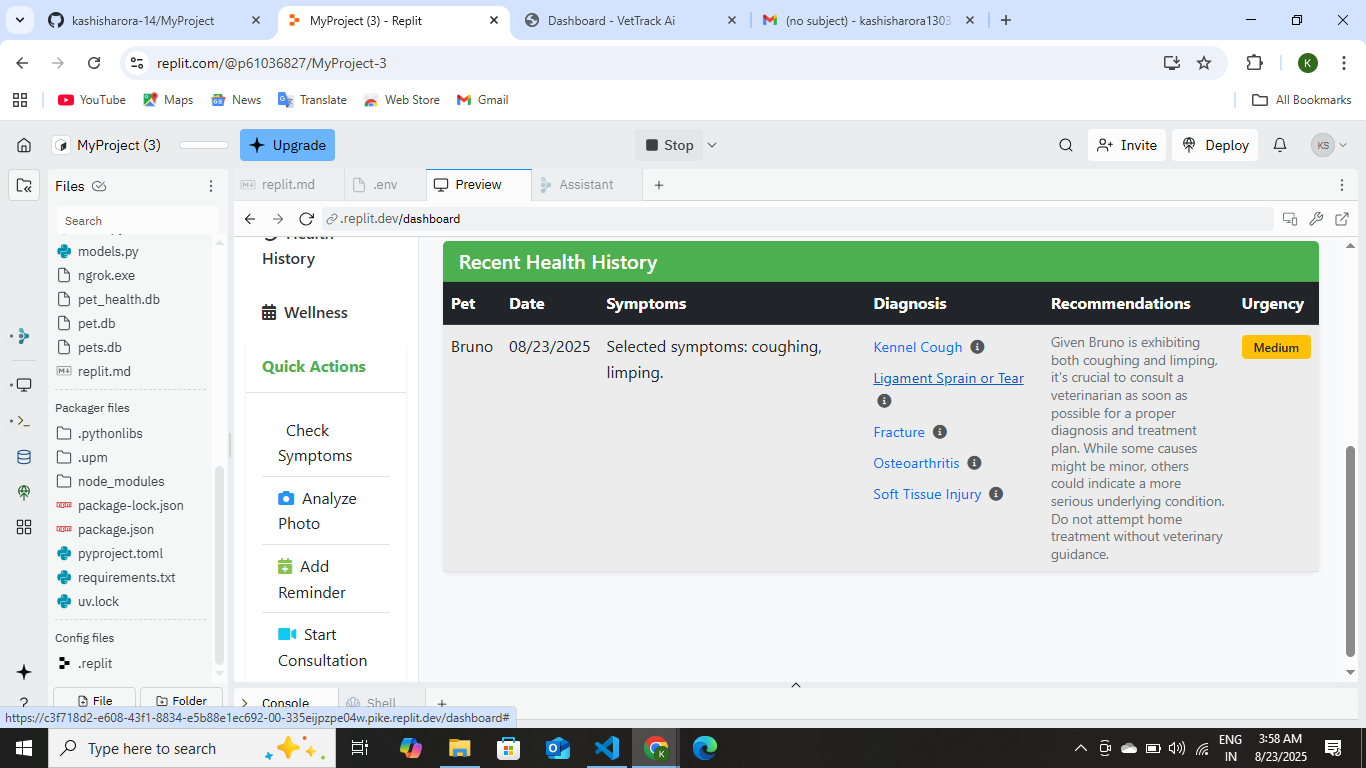 kashisharora-14/MyProject
MyProject (3) - Replit
Dashboard - VetTrack Ai
(no subject) - kashisharora1303
replit.com/@p61036827/MyProject-3
K
YouTube
Maps
News
Translate
Web Store
Gmail
All Bookmarks
MyProject (3)
Upgrade
Stop
Invite
Deploy
KS
Files
replit.md
.env
Preview
Assistant
Search
.replit.dev/dashboard
models.py
ngrok.exe
pet_health.db
pet.db
pets.db
replit.md
Packager files
.pythonlibs
.upm
node_modules
package-lock.json
package.json
pyproject.toml
requirements.txt
uv.lock
Config files
.replit
File
Folder
Health
History
Wellness
Quick Actions
Check
Symptoms
Analyze
Photo
Add
Reminder
Start
Consultation
Recent Health History
Pet Date Symptoms Diagnosis Recommendations Urgency
Bruno
08/23/2025
Selected symptoms: coughing,
limping.
Kennel Cough
Ligament Sprain or Tear
Fracture
Osteoarthritis
Soft Tissue Injury
Given Bruno is exhibiting
both coughing and limping,
it's crucial to consult a
veterinarian as soon as
possible for a proper
diagnosis and treatment
plan. While some causes
might be minor, others
could indicate a more
serious underlying condition.
Do not attempt home
treatment without veterinary
guidance.
Medium
Console
Shell
https://c3f718d2-e608-43f1-8834-e5b88e1ec692-00-335eijpzpe04w.pike.replit.dev/dashboard#
Type here to search
ENG
IN
3:58 AM
8/23/2025